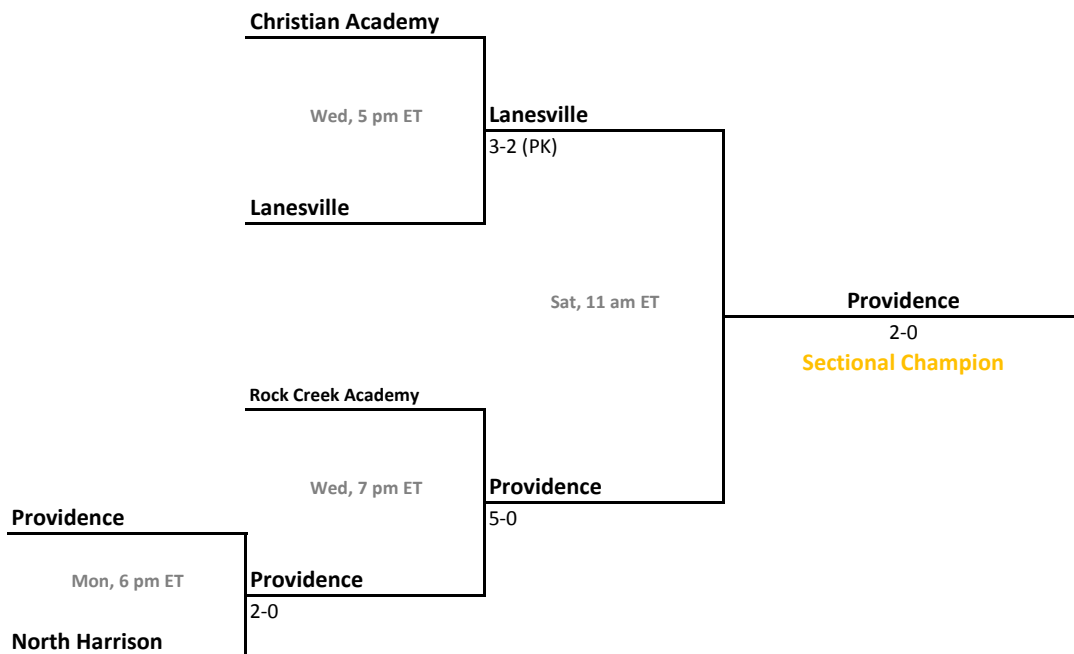 Christian Academy
Wed, 5 pm ET
Lanesville
3-2 (PK)
Lanesville
Sat, 11 am ET
Providence
2-0
Sectional Champion
Rock Creek Academy
Wed, 7 pm ET
Providence
5-0
Providence
Mon, 6 pm ET
Providence
2-0
North Harrison